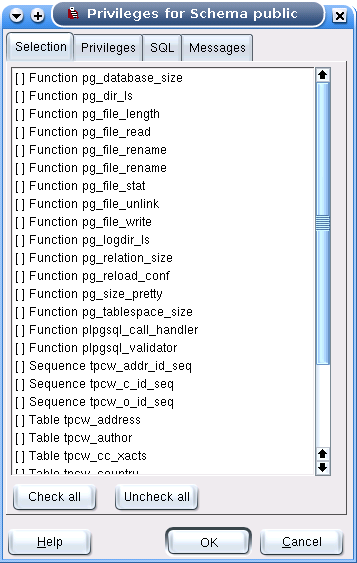 Privileges for Schema public
Selection Privileges SQL Messages
[ ] Function pg_database_size
[ ] Function pg_dir_ls
[ ] Function pg_file_length
[ ] Function pg_file_read
[ ] Function pg_file_rename
[ ] Function pg_file_rename
[ ] Function pg_file_stat
[ ] Function pg_file_unlink
[ ] Function pg_file_write
[ ] Function pg_logdir_ls
[ ] Function pg_relation_size
[ ] Function pg_reload_conf
[ ] Function pg_size_pretty
[ ] Function pg_tablespace_size
[ ] Function plpgsql_call_handler
[ ] Function plpgsql_validator
[ ] Sequence tpcw_addr_id_seq
[ ] Sequence tpcw_c_id_seq
[ ] Sequence tpcw_o_id_seq
[ ] Table tpcw_address
[ ] Table tpcw_author
[ ] Table tpcw_cc_xacts
[ ] Table tpcw_country
Check all Uncheck all
Help OK Cancel